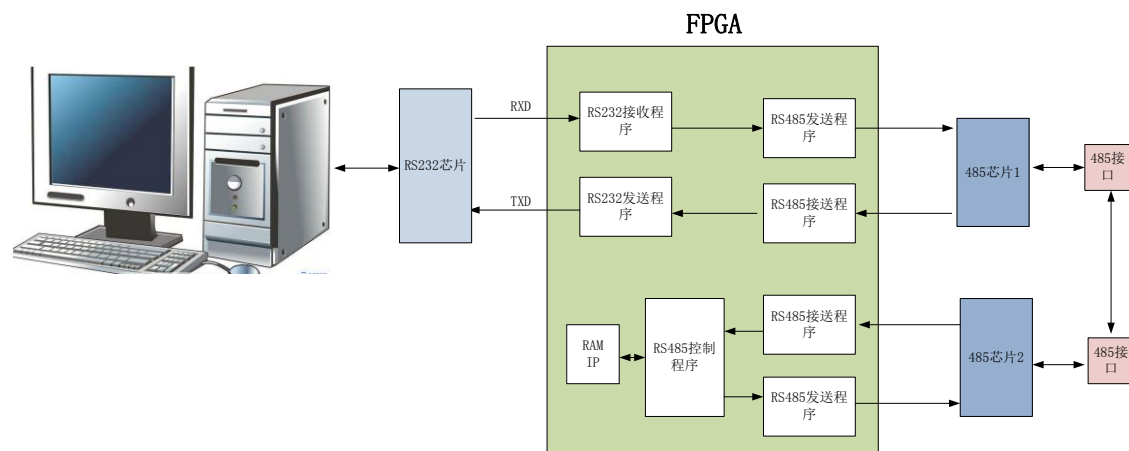 FPGA
RXD
RS232接收程
序
RS485发送程
序
RS232芯片
485芯片1
485接
口
TXD
RS232发送程
序
RS485接送程
序
RAM
IP
RS485控制
程序
RS485接送程
序
485芯片2
485接
口
RS485发送程
序